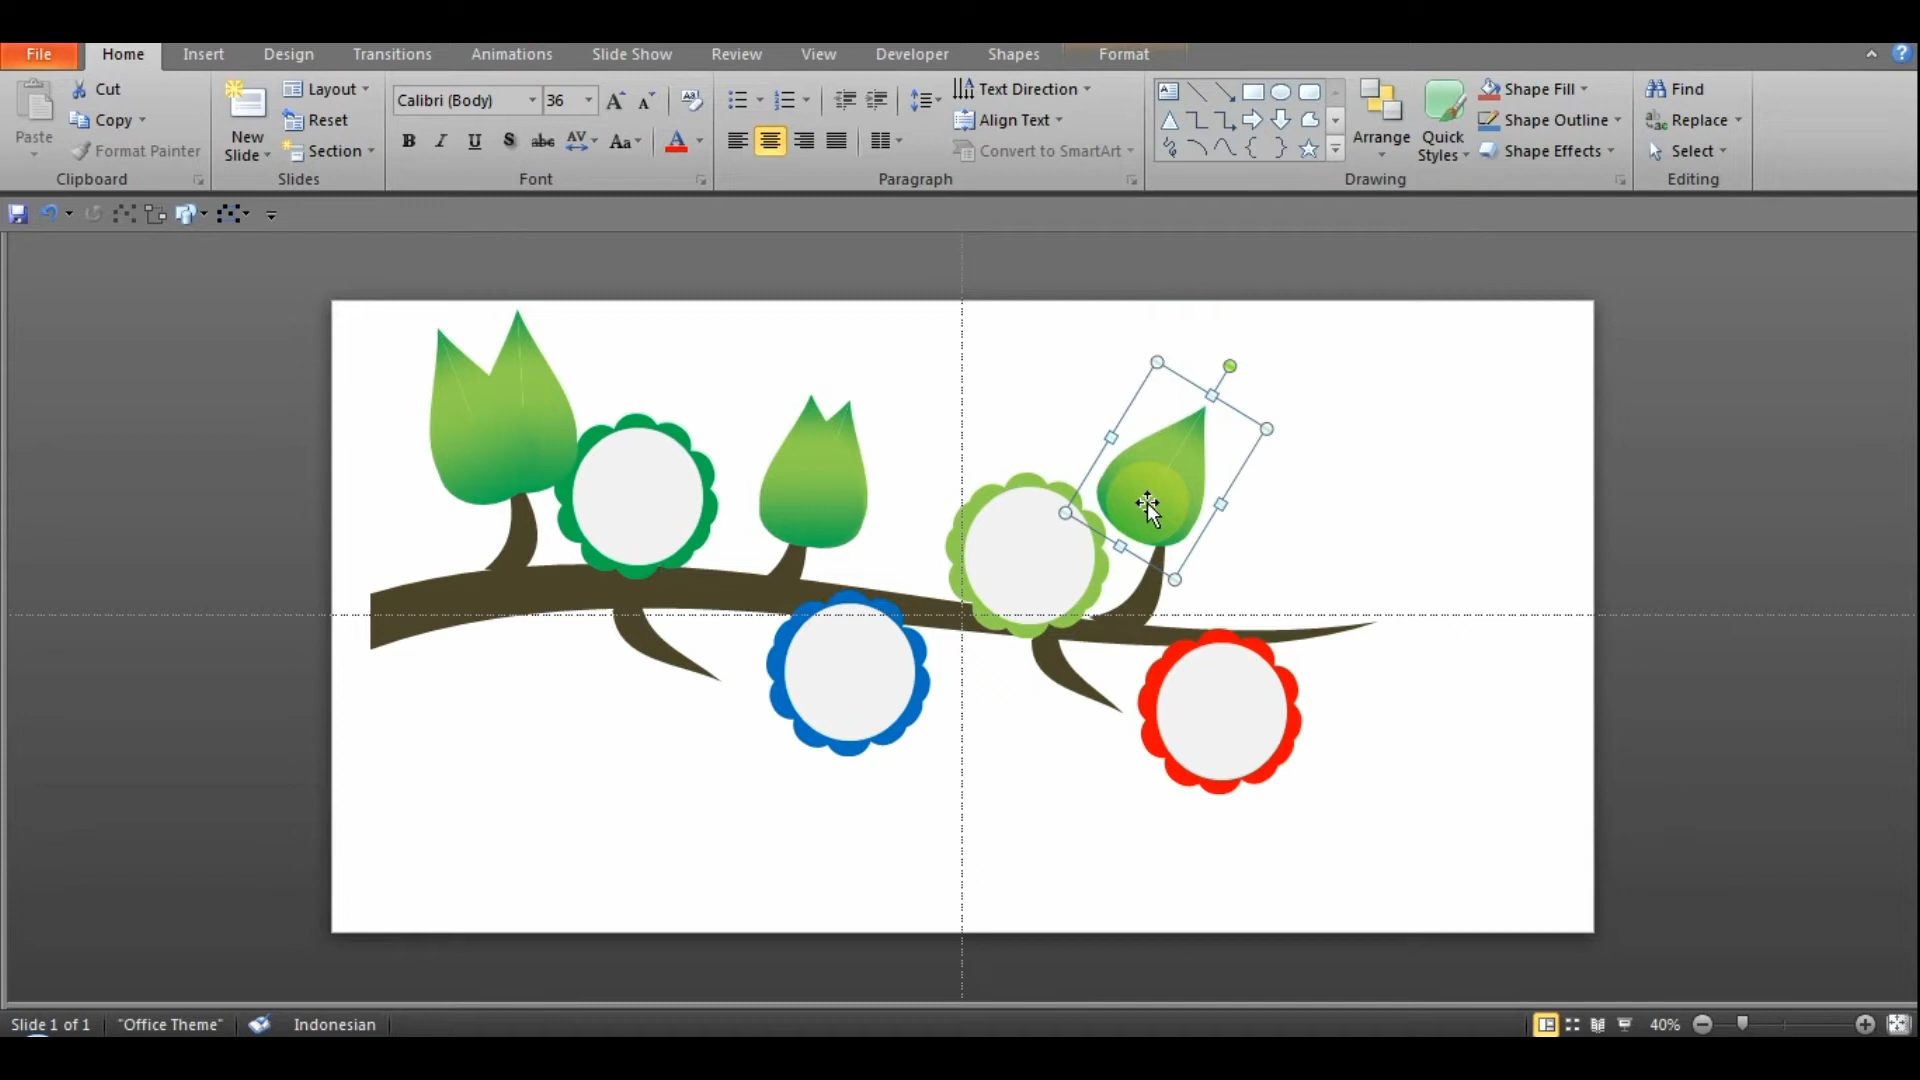 File Home Insert Design Transitions Animations Slide Show Review View Developer Shapes Format
Paste
Cut
Copy
Format Painter
Clipboard
New Slide
Layout
Reset
Section
Slides
Calibri (Body) 36
B I U S abc AV Aa A
Font
Text Direction
Align Text
Convert to SmartArt
Paragraph
Arrange
Quick Styles
Shape Fill
Shape Outline
Shape Effects
Drawing
Find
Replace
Select
Editing
Slide 1 of 1 "Office Theme" Indonesian 40%